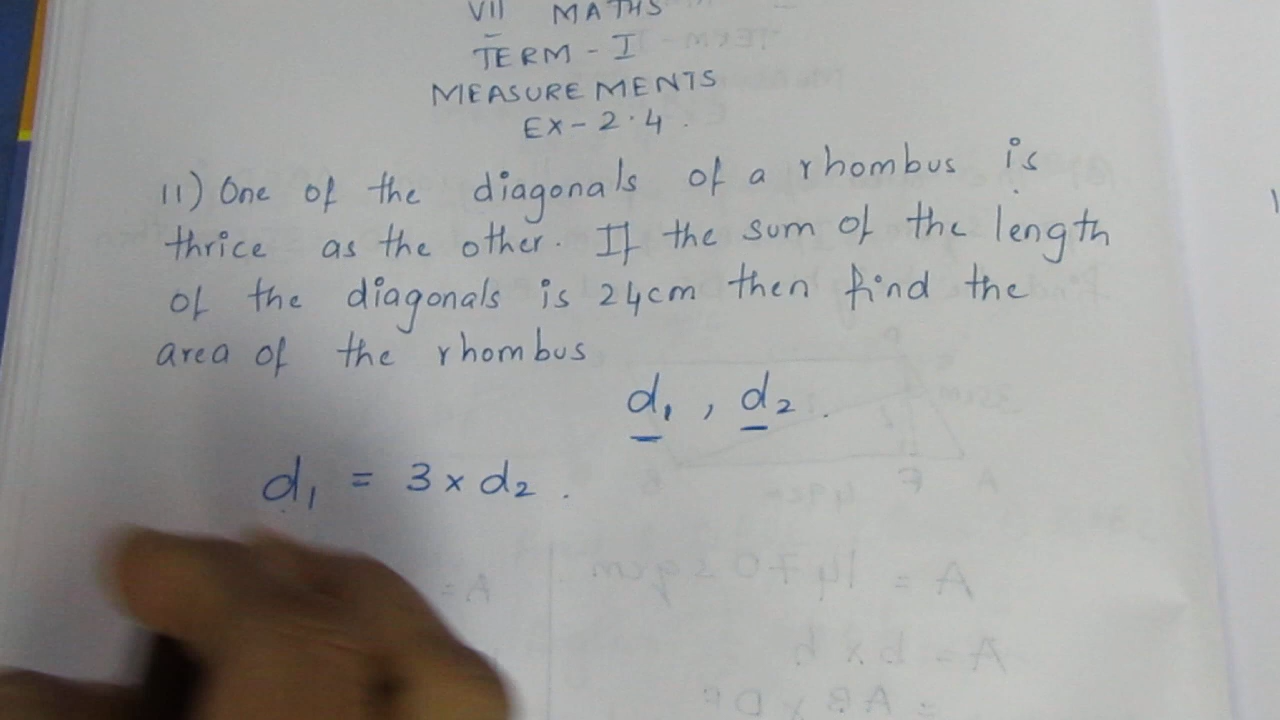 VII MATHS
TERM - I
MEASUREMENTS
EX - 2.4.
11) One of the diagonals of a rhombus is
thrice as the other. If the sum of the length
of the diagonals is 24cm then find the
area of the rhombus
d₁ , d₂ .
d₁ = 3 x d₂ .